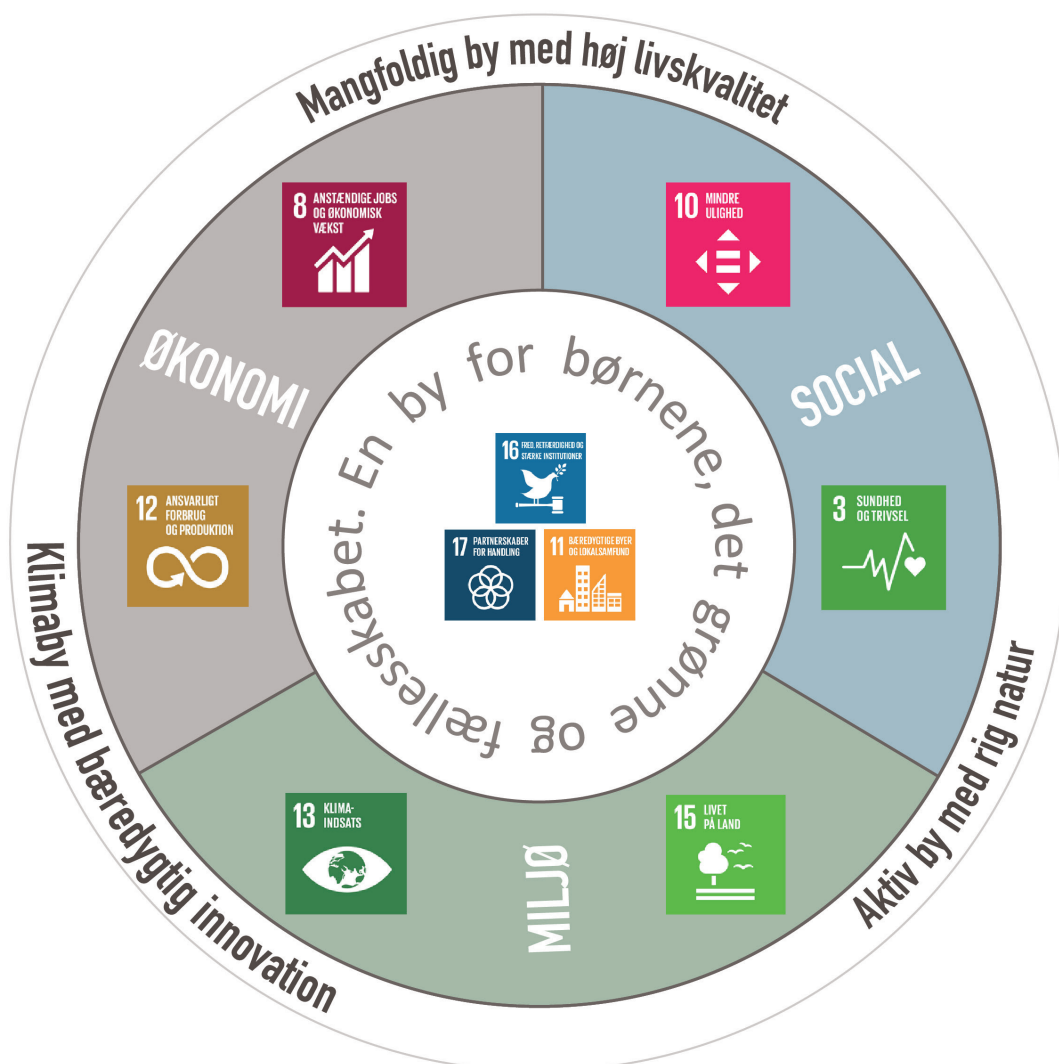 Mangfoldig by med høj livskvalitet
8 ANSTÆNDIGE JOBS
OG ØKONOMISK
VÆKST
10 MINDRE
ULIGHED
ØKONOMI
SOCIAL
En by for børnene, det grønne og fællesskabet.
16 FRED, RETFÆRDIGHED OG
STÆRKE INSTITUTIONER
12 ANSVARLIGT
FORBRUG
OG PRODUKTION
3 SUNDHED
OG TRIVSEL
17 PARTNERSKABER
FOR HANDLING
11 BÆREDYGTIGE BYER
OG LOKALSAMFUND
Klimaby med bæredygtig innovation
Aktiv by med rig natur
13 KLIMA-
INDSATS
15 LIVET
PÅ LAND
MILJØ